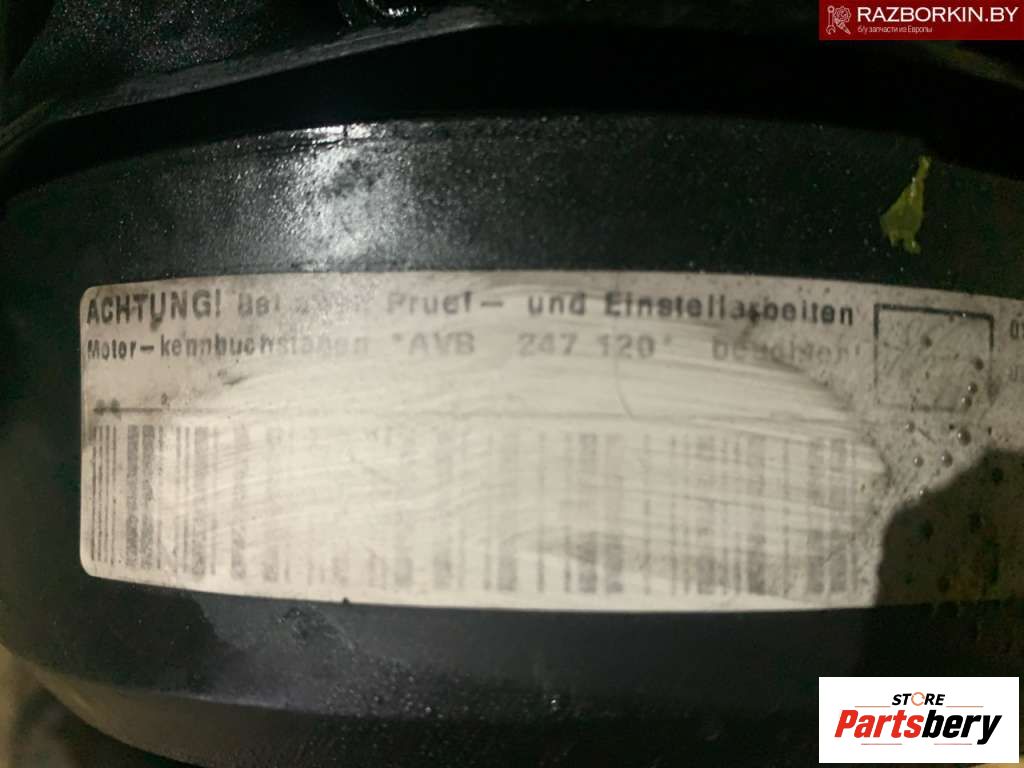 RAZBORKIN.BY
б/у запчасти из Европы
ACHTUNG! Bei allen Pruef- und Einstellarbeiten
Motor-kennbuchstaben "AVB 247 120" beachten!
STORE
Partsbery